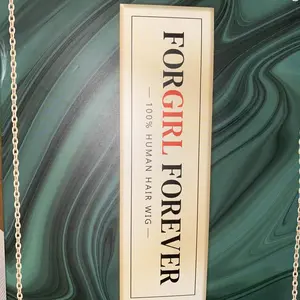 FORGIRL FOREVER
— 100% HUMAN HAIR WIG —